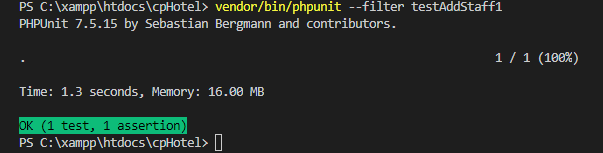 PS C:\xampp\htdocs\cpHotel> vendor/bin/phpunit --filter testAddStaff1
PHPUnit 7.5.15 by Sebastian Bergmann and contributors.
. 1 / 1 (100%)
Time: 1.3 seconds, Memory: 16.00 MB
OK (1 test, 1 assertion)
PS C:\xampp\htdocs\cpHotel>